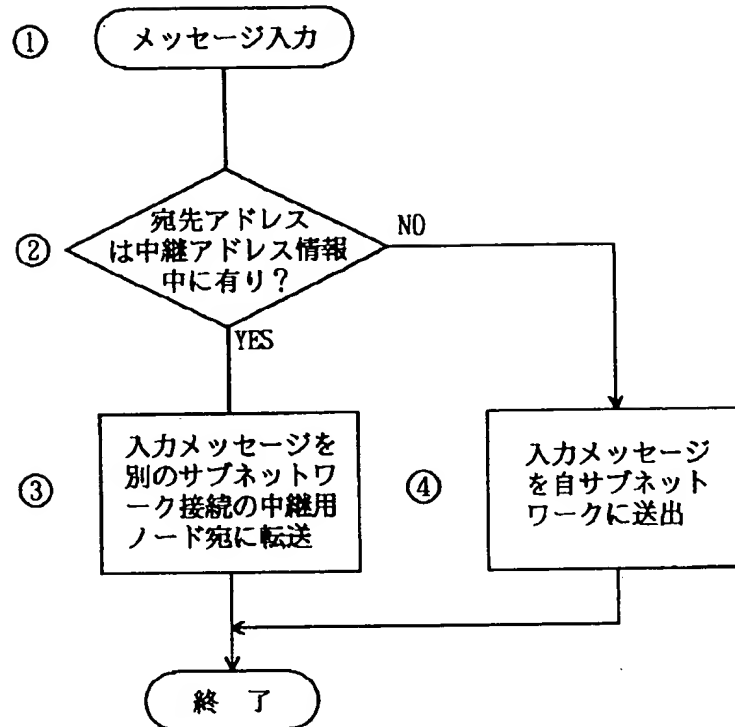 ①
メッセージ入力
②
宛先アドレス
は中継アドレス情報
中に有り?
NO
YES
③
入力メッセージを
別のサブネットワ
ーク接続の中継用
ノード宛に転送
④
入力メッセージ
を自サブネット
ワークに送出
終 了